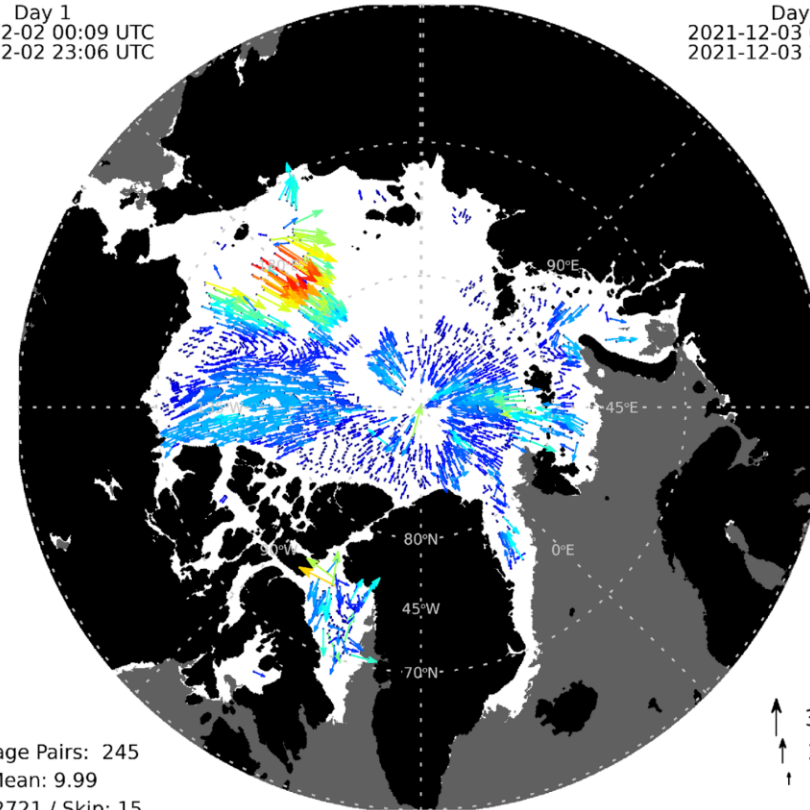 Day 1
2-02 00:09 UTC
2-02 23:06 UTC
Day
2021-12-03
2021-12-03
90°E
45°E
80°N
90°W
0°E
45°W
70°N
age Pairs: 245
Mean: 9.99
2721 / Skip: 15